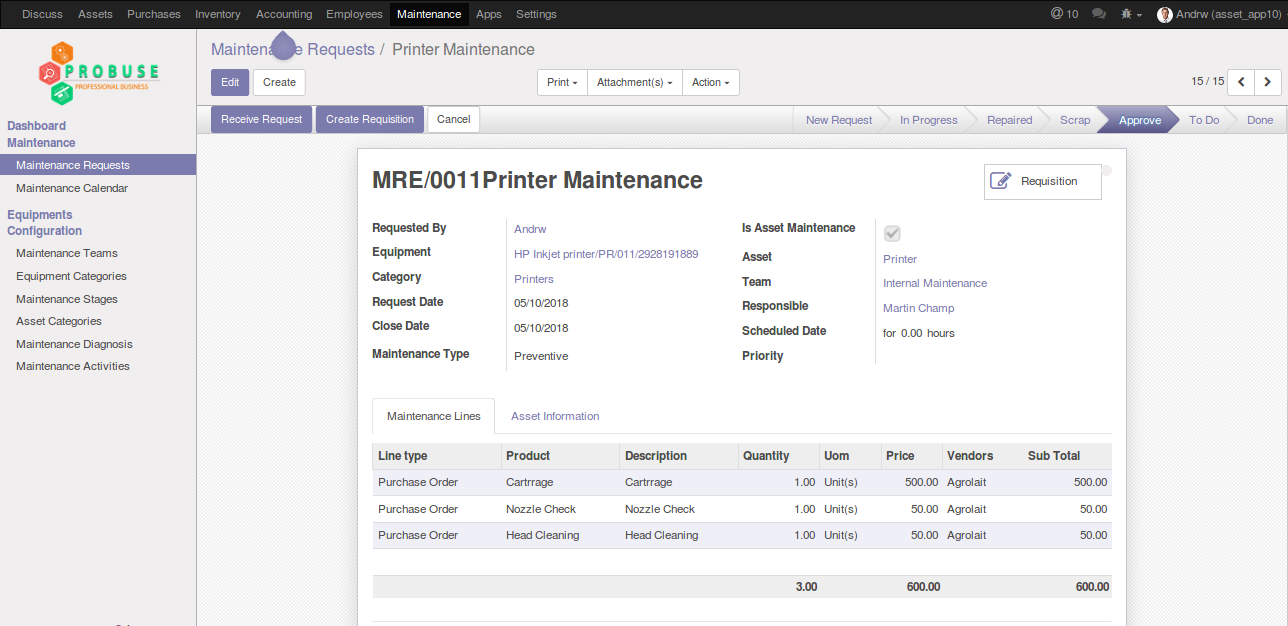 Discuss Assets Purchases Inventory Accounting Employees Maintenance Apps Settings @ 10 Andrw (asset_app10)
PROBUSE
PROFESSIONAL BUSINESS
Dashboard
Maintenance
Maintenance Requests
Maintenance Calendar
Equipments
Configuration
Maintenance Teams
Equipment Categories
Maintenance Stages
Asset Categories
Maintenance Diagnosis
Maintenance Activities
Maintenance Requests / Printer Maintenance
Edit Create Print Attachment(s) Action 15 / 15
Receive Request Create Requisition Cancel New Request In Progress Repaired Scrap Approve To Do Done
MRE/0011Printer Maintenance
Requisition
Requested By Andrw
Equipment HP Inkjet printer/PR/011/2928191889
Category Printers
Request Date 05/10/2018
Close Date 05/10/2018
Maintenance Type Preventive
Is Asset Maintenance
Asset Printer
Team Internal Maintenance
Responsible Martin Champ
Scheduled Date for 0.00 hours
Priority
Maintenance Lines Asset Information
Line type Product Description Quantity Uom Price Vendors Sub Total
Purchase Order Cartrrage Cartrrage 1.00 Unit(s) 500.00 Agrolait 500.00
Purchase Order Nozzle Check Nozzle Check 1.00 Unit(s) 50.00 Agrolait 50.00
Purchase Order Head Cleaning Head Cleaning 1.00 Unit(s) 50.00 Agrolait 50.00
3.00 600.00 600.00